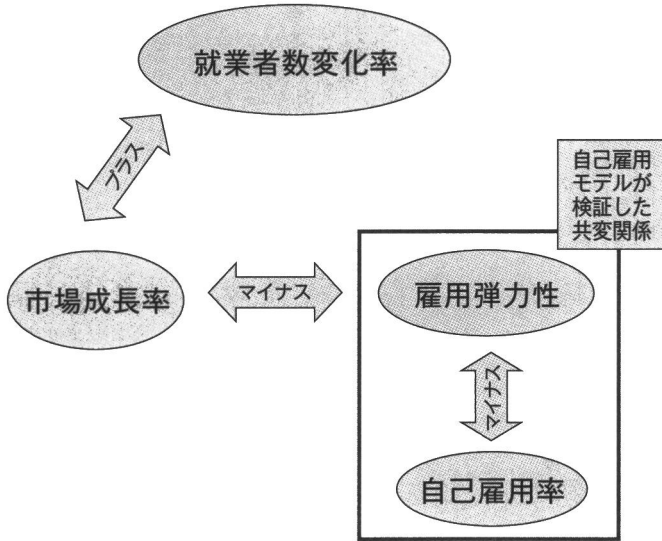 就業者数変化率
プラス
自己雇用
モデルが
検証した
共変関係
市場成長率
マイナス
雇用弾力性
マイナス
自己雇用率